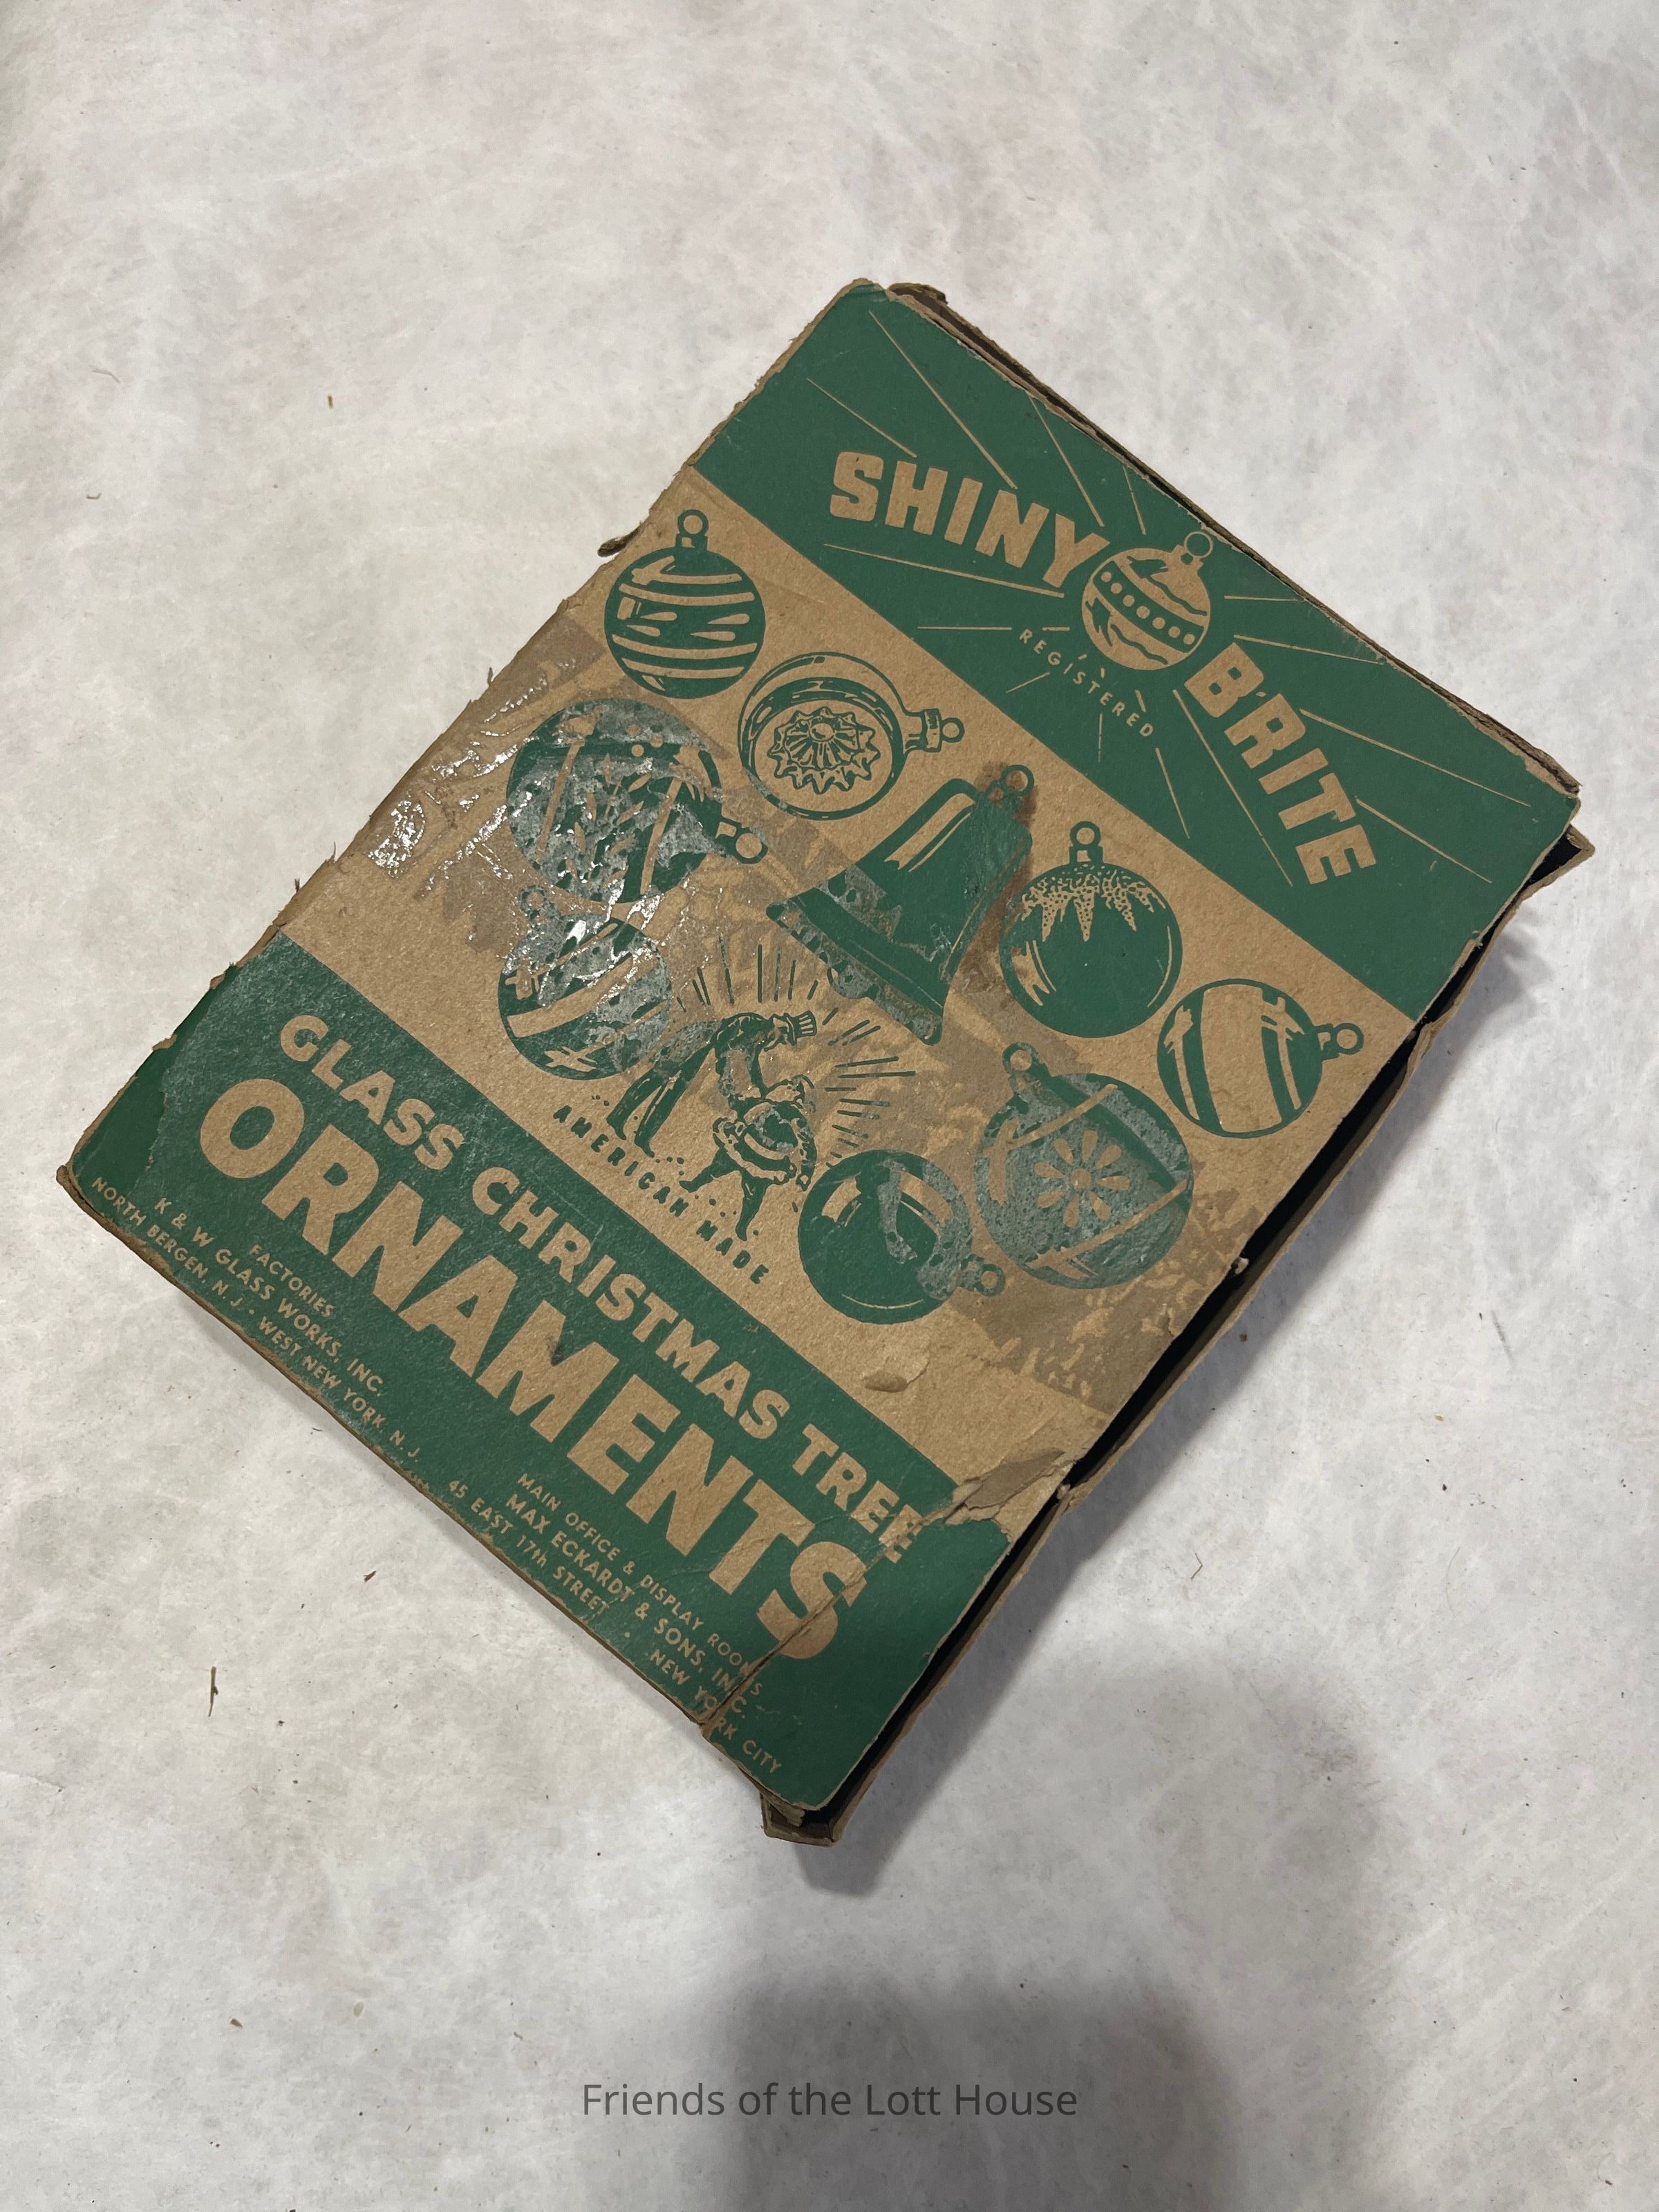 SHINY BRITE
REGISTERED
AMERICAN MADE
GLASS CHRISTMAS TREE
ORNAMENTS
FACTORIES
K & W GLASS WORKS, INC.
NORTH BERGEN, N.J. - WEST NEW YORK, N.J.
MAIN OFFICE & DISPLAY ROOMS
MAX ECKARDT & SONS, INC.
45 EAST 17th STREET - NEW YORK CITY
Friends of the Lott House